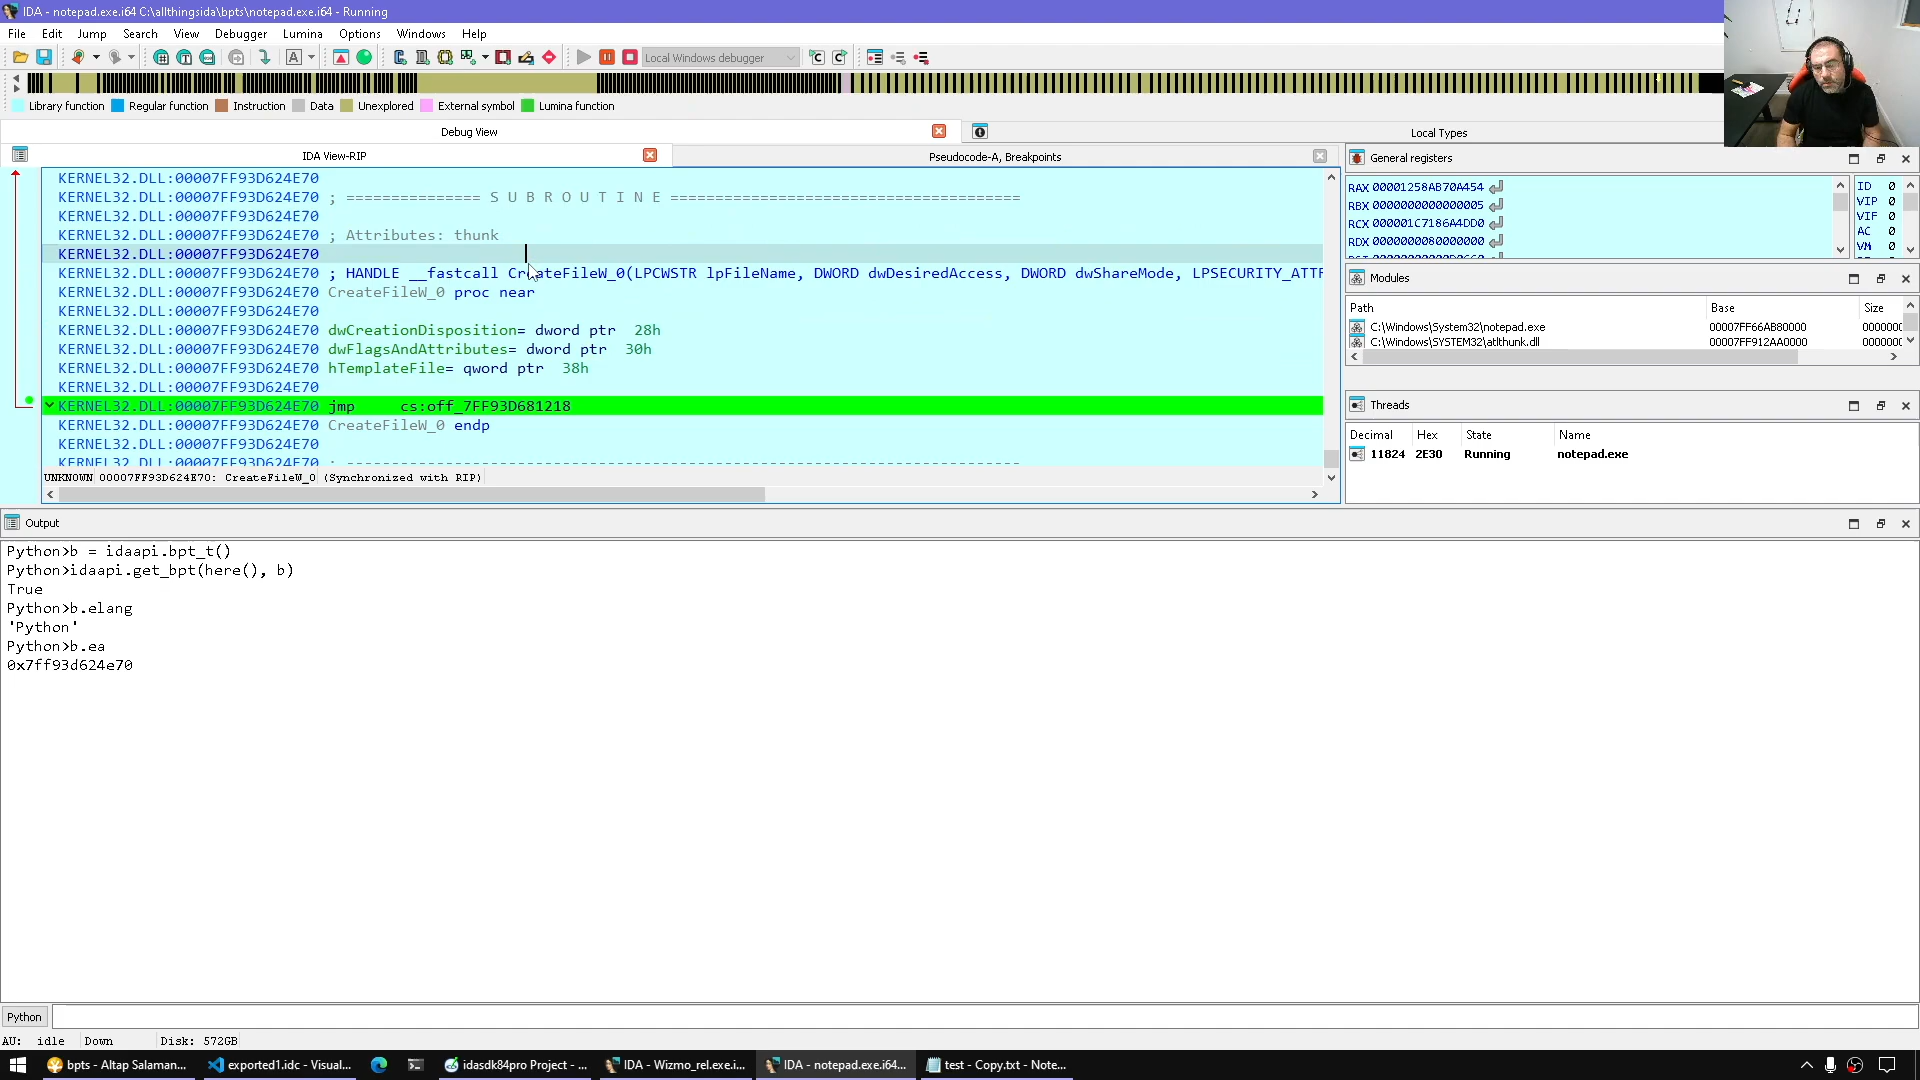 IDA - notepad.exe.i64 C:\allthingsida\bpts\notepad.exe.i64 - Running
File Edit Jump Search View Debugger Lumina Options Windows Help
Local Windows debugger
Library function Regular function Instruction Data Unexplored External symbol Lumina function
Debug View Local Types
IDA View-RIP Pseudocode-A, Breakpoints General registers
KERNEL32.DLL:00007FF93D624E70
KERNEL32.DLL:00007FF93D624E70 ; =============== S U B R O U T I N E =======================================
KERNEL32.DLL:00007FF93D624E70
KERNEL32.DLL:00007FF93D624E70 ; Attributes: thunk
KERNEL32.DLL:00007FF93D624E70
KERNEL32.DLL:00007FF93D624E70 ; HANDLE __fastcall CreateFileW_0(LPCWSTR lpFileName, DWORD dwDesiredAccess, DWORD dwShareMode, LPSECURITY_ATTR
KERNEL32.DLL:00007FF93D624E70 CreateFileW_0 proc near
KERNEL32.DLL:00007FF93D624E70
KERNEL32.DLL:00007FF93D624E70 dwCreationDisposition= dword ptr 28h
KERNEL32.DLL:00007FF93D624E70 dwFlagsAndAttributes= dword ptr 30h
KERNEL32.DLL:00007FF93D624E70 hTemplateFile= qword ptr 38h
KERNEL32.DLL:00007FF93D624E70
KERNEL32.DLL:00007FF93D624E70 jmp cs:off_7FF93D681218
KERNEL32.DLL:00007FF93D624E70 CreateFileW_0 endp
KERNEL32.DLL:00007FF93D624E70
KERNEL32.DLL:00007FF93D624E70 ; ---------------------------------------------------------------------------
UNKNOWN 00007FF93D624E70: CreateFileW_0 (Synchronized with RIP)
RAX 00001258AB70A454
RBX 0000000000000005
RCX 000001C7186A4DD0
RDX 0000000080000000
ID 0
VIP 0
VIF 0
AC 0
VM 0
Modules
Path Base Size
C:\Windows\System32\notepad.exe 00007FF66AB80000 0000000
C:\Windows\SYSTEM32\atlthunk.dll 00007FF912AA0000 0000000
Threads
Decimal Hex State Name
11824 2E30 Running notepad.exe
Output
Python>b = idaapi.bpt_t()
Python>idaapi.get_bpt(here(), b)
True
Python>b.elang
'Python'
Python>b.ea
0x7ff93d624e70
Python
AU: idle Down Disk: 572GB
bpts - Altap Salaman... exported1.idc - Visual... idasdk84pro Project - ... IDA - Wizmo_rel.exe.i... IDA - notepad.exe.i64... test - Copy.txt - Note...